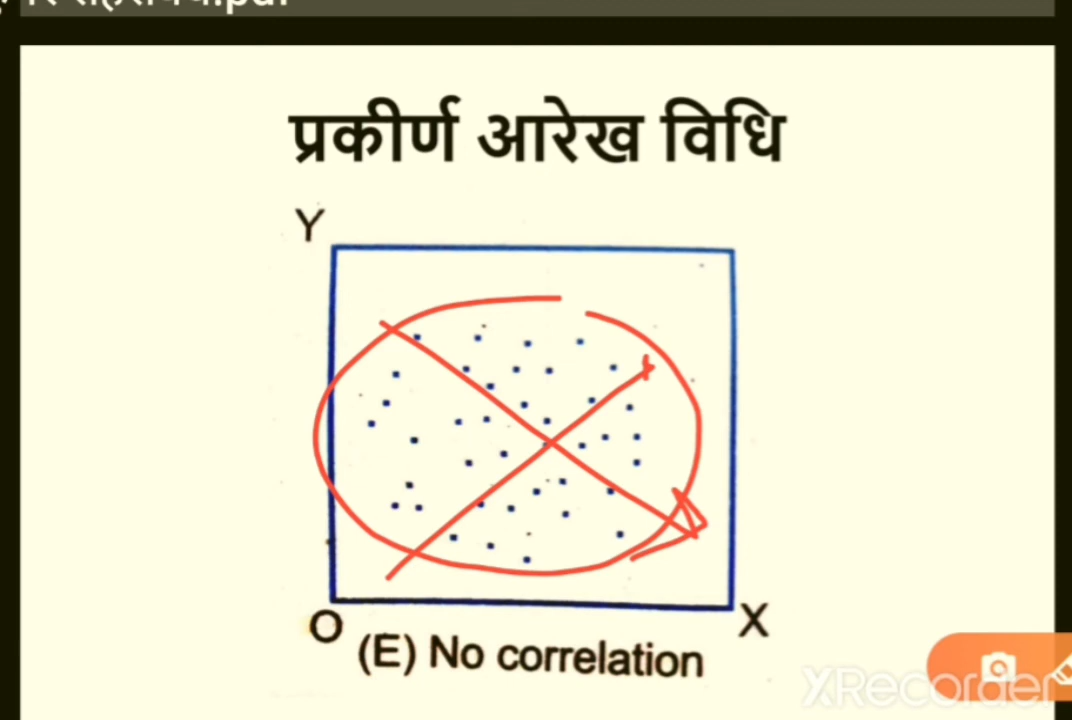 प्रकीर्ण आरेख विधि
Y
O
X
(E) No correlation
XRecorder